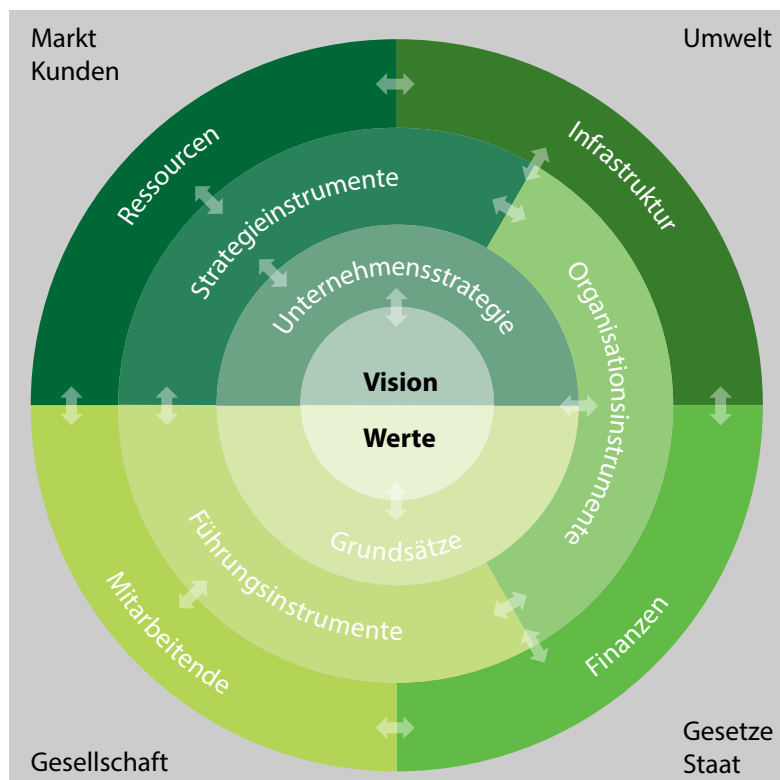 Markt
Kunden
Umwelt
Ressourcen
Infrastruktur
Strategieinstrumente
Organisationsinstrumente
Unternehmensstrategie
Vision
Werte
Grundsätze
Führungsinstrumente
Mitarbeitende
Finanzen
Gesellschaft
Gesetze
Staat